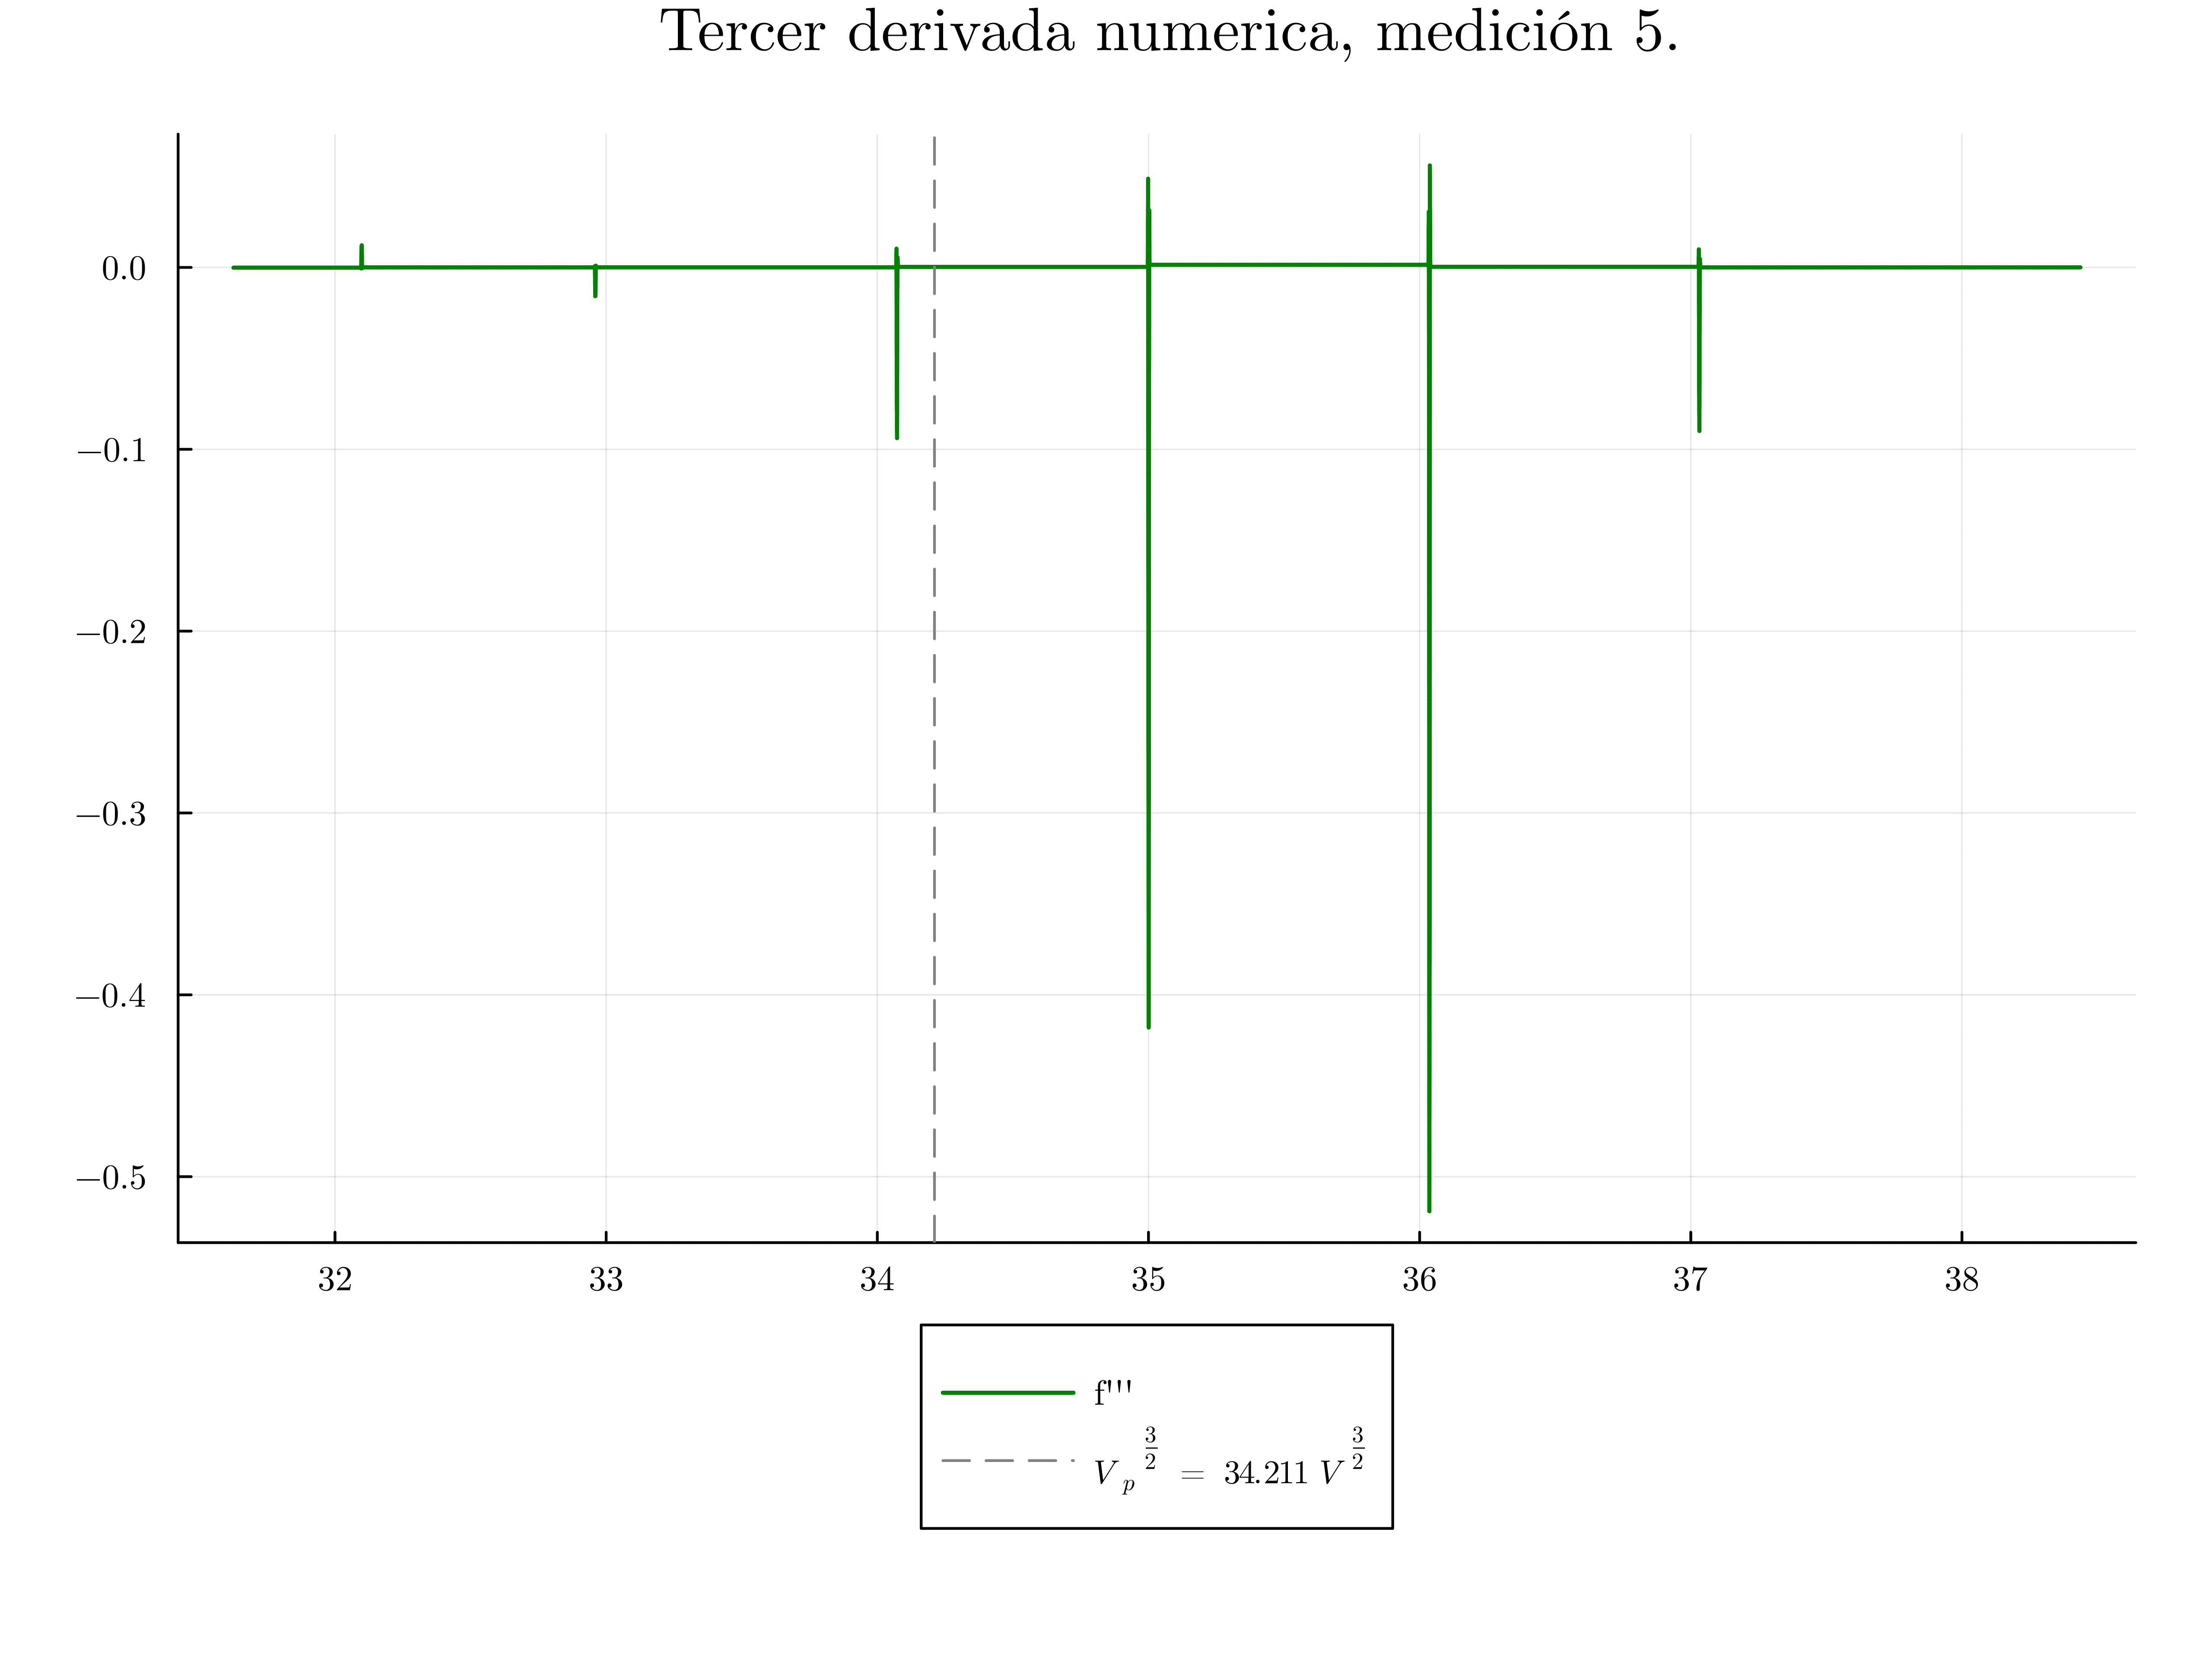 Tercer derivada numerica, medición 5.
0.0
−0.1
−0.2
−0.3
−0.4
−0.5
32 33 34 35 36 37 38
f'''
V_p^{3/2} = 34.211 V^{3/2}